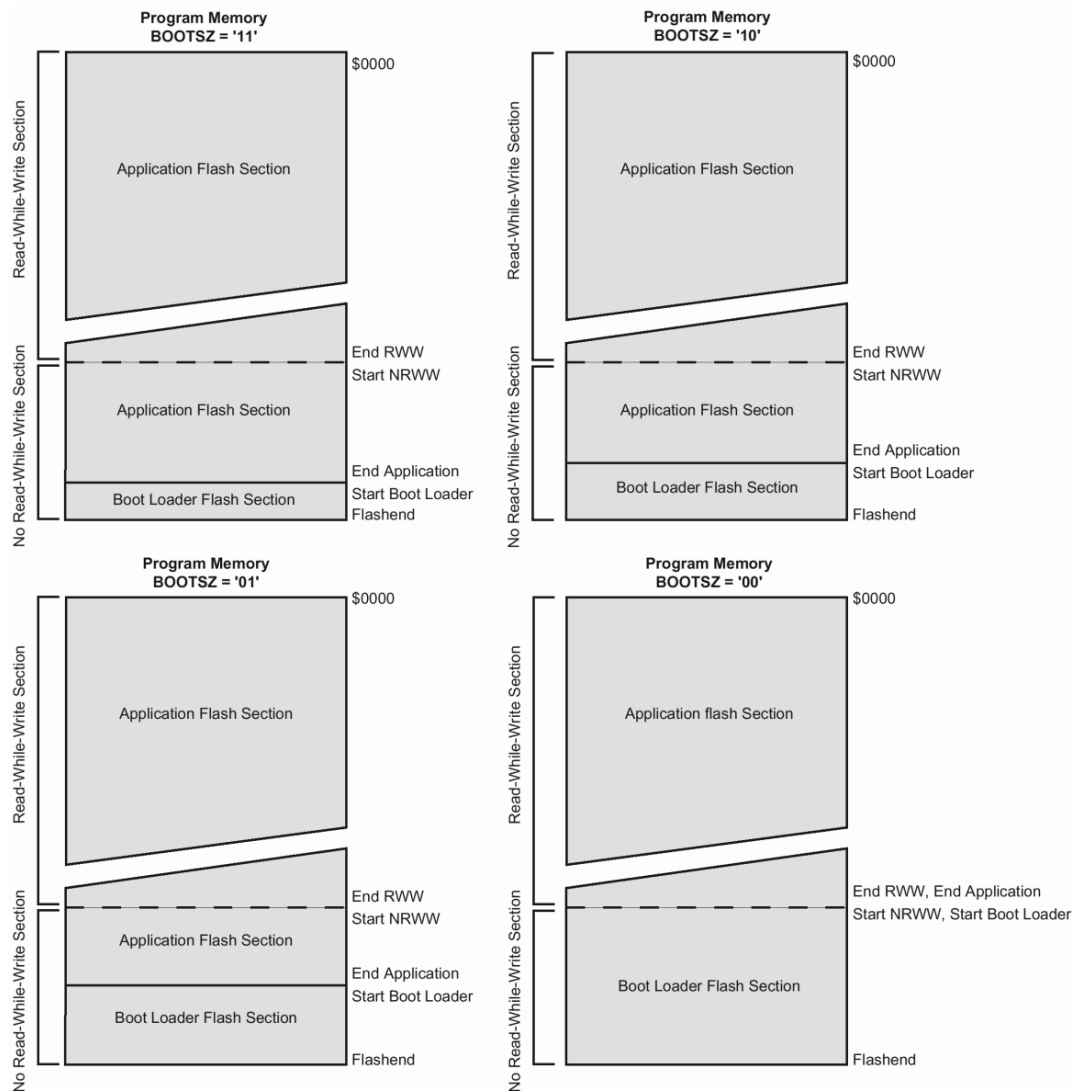 Program Memory
BOOTSZ = '11'
$0000
Read-While-Write Section
Application Flash Section
End RWW
Start NRWW
No Read-While-Write Section
Application Flash Section
End Application
Start Boot Loader
Boot Loader Flash Section
Flashend
Program Memory
BOOTSZ = '10'
$0000
Read-While-Write Section
Application Flash Section
End RWW
Start NRWW
No Read-While-Write Section
Application Flash Section
End Application
Start Boot Loader
Boot Loader Flash Section
Flashend
Program Memory
BOOTSZ = '01'
$0000
Read-While-Write Section
Application Flash Section
End RWW
Start NRWW
No Read-While-Write Section
Application Flash Section
End Application
Start Boot Loader
Boot Loader Flash Section
Flashend
Program Memory
BOOTSZ = '00'
$0000
Read-While-Write Section
Application flash Section
End RWW, End Application
Start NRWW, Start Boot Loader
No Read-While-Write Section
Boot Loader Flash Section
Flashend